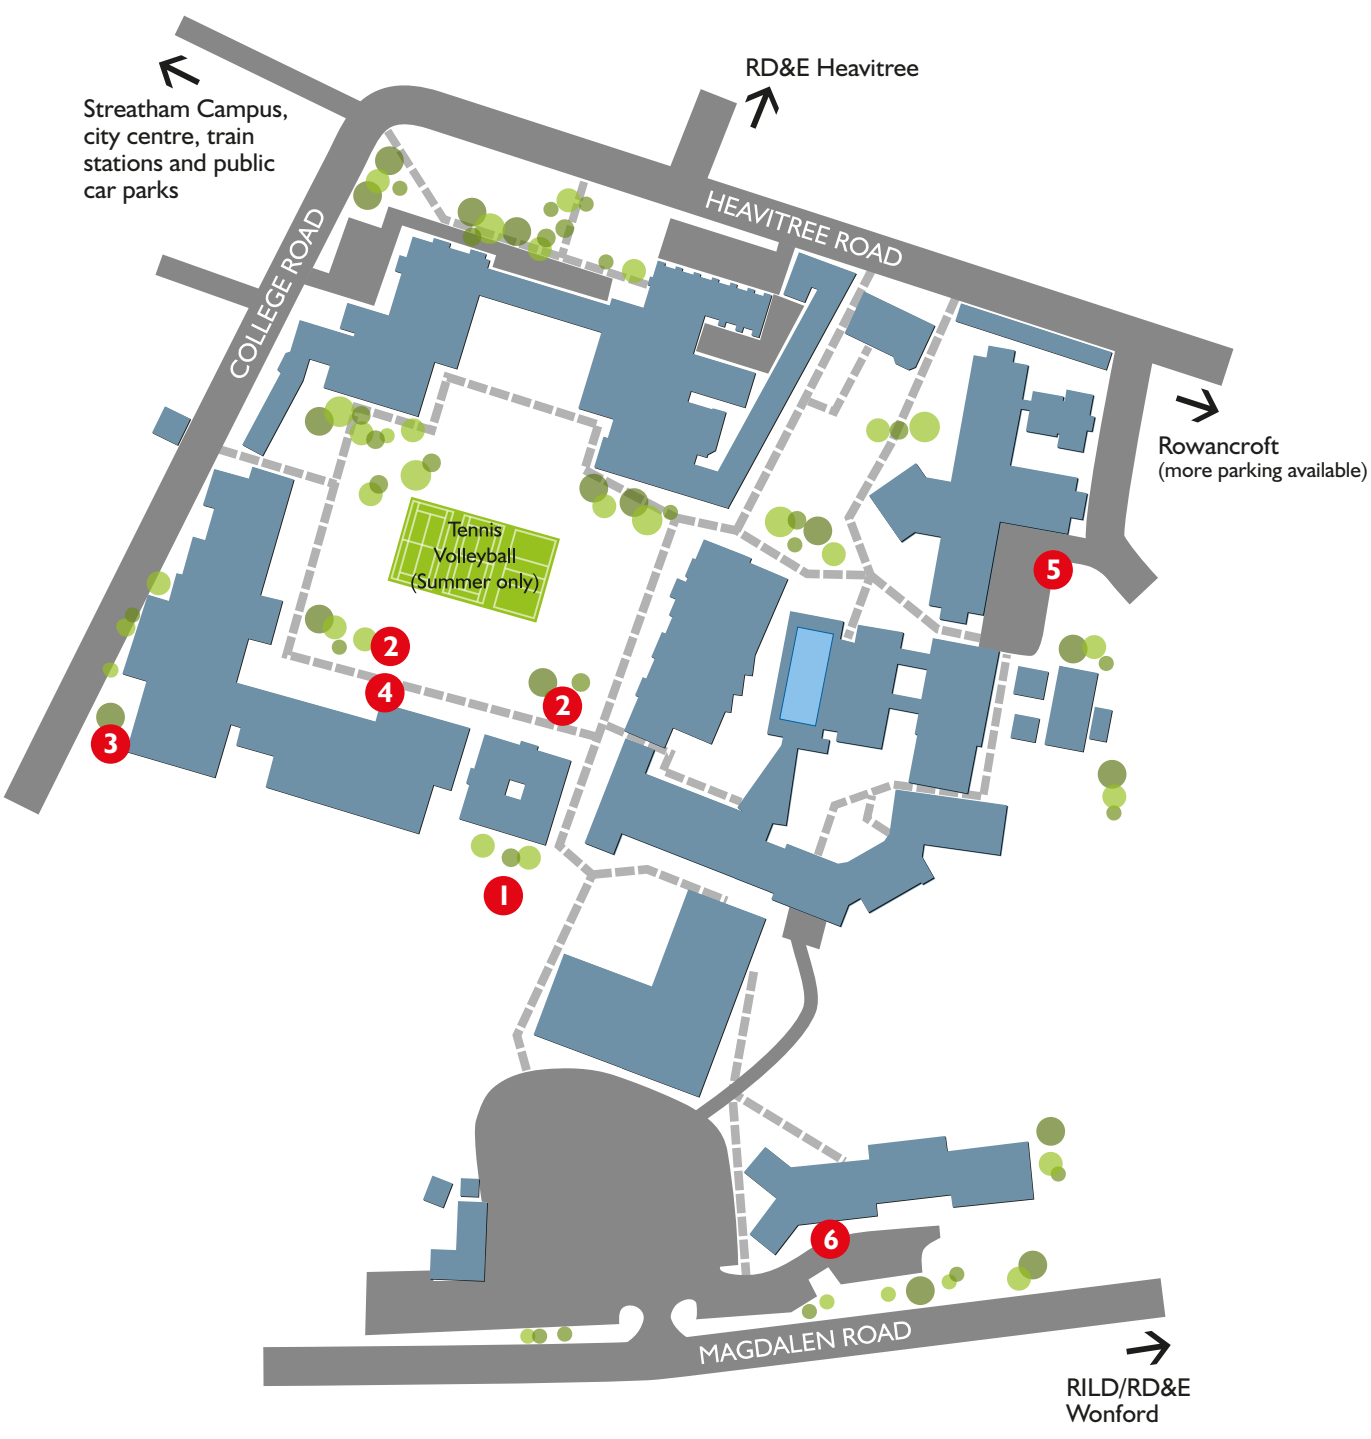 RD&E Heavitree
Streatham Campus,
city centre, train
stations and public
car parks
HEAVITREE ROAD
COLLEGE ROAD
Rowancroft
(more parking available)
Tennis
Volleyball
(Summer only)
5
2
4
2
3
1
6
MAGDALEN ROAD
RILD/RD&E
Wonford